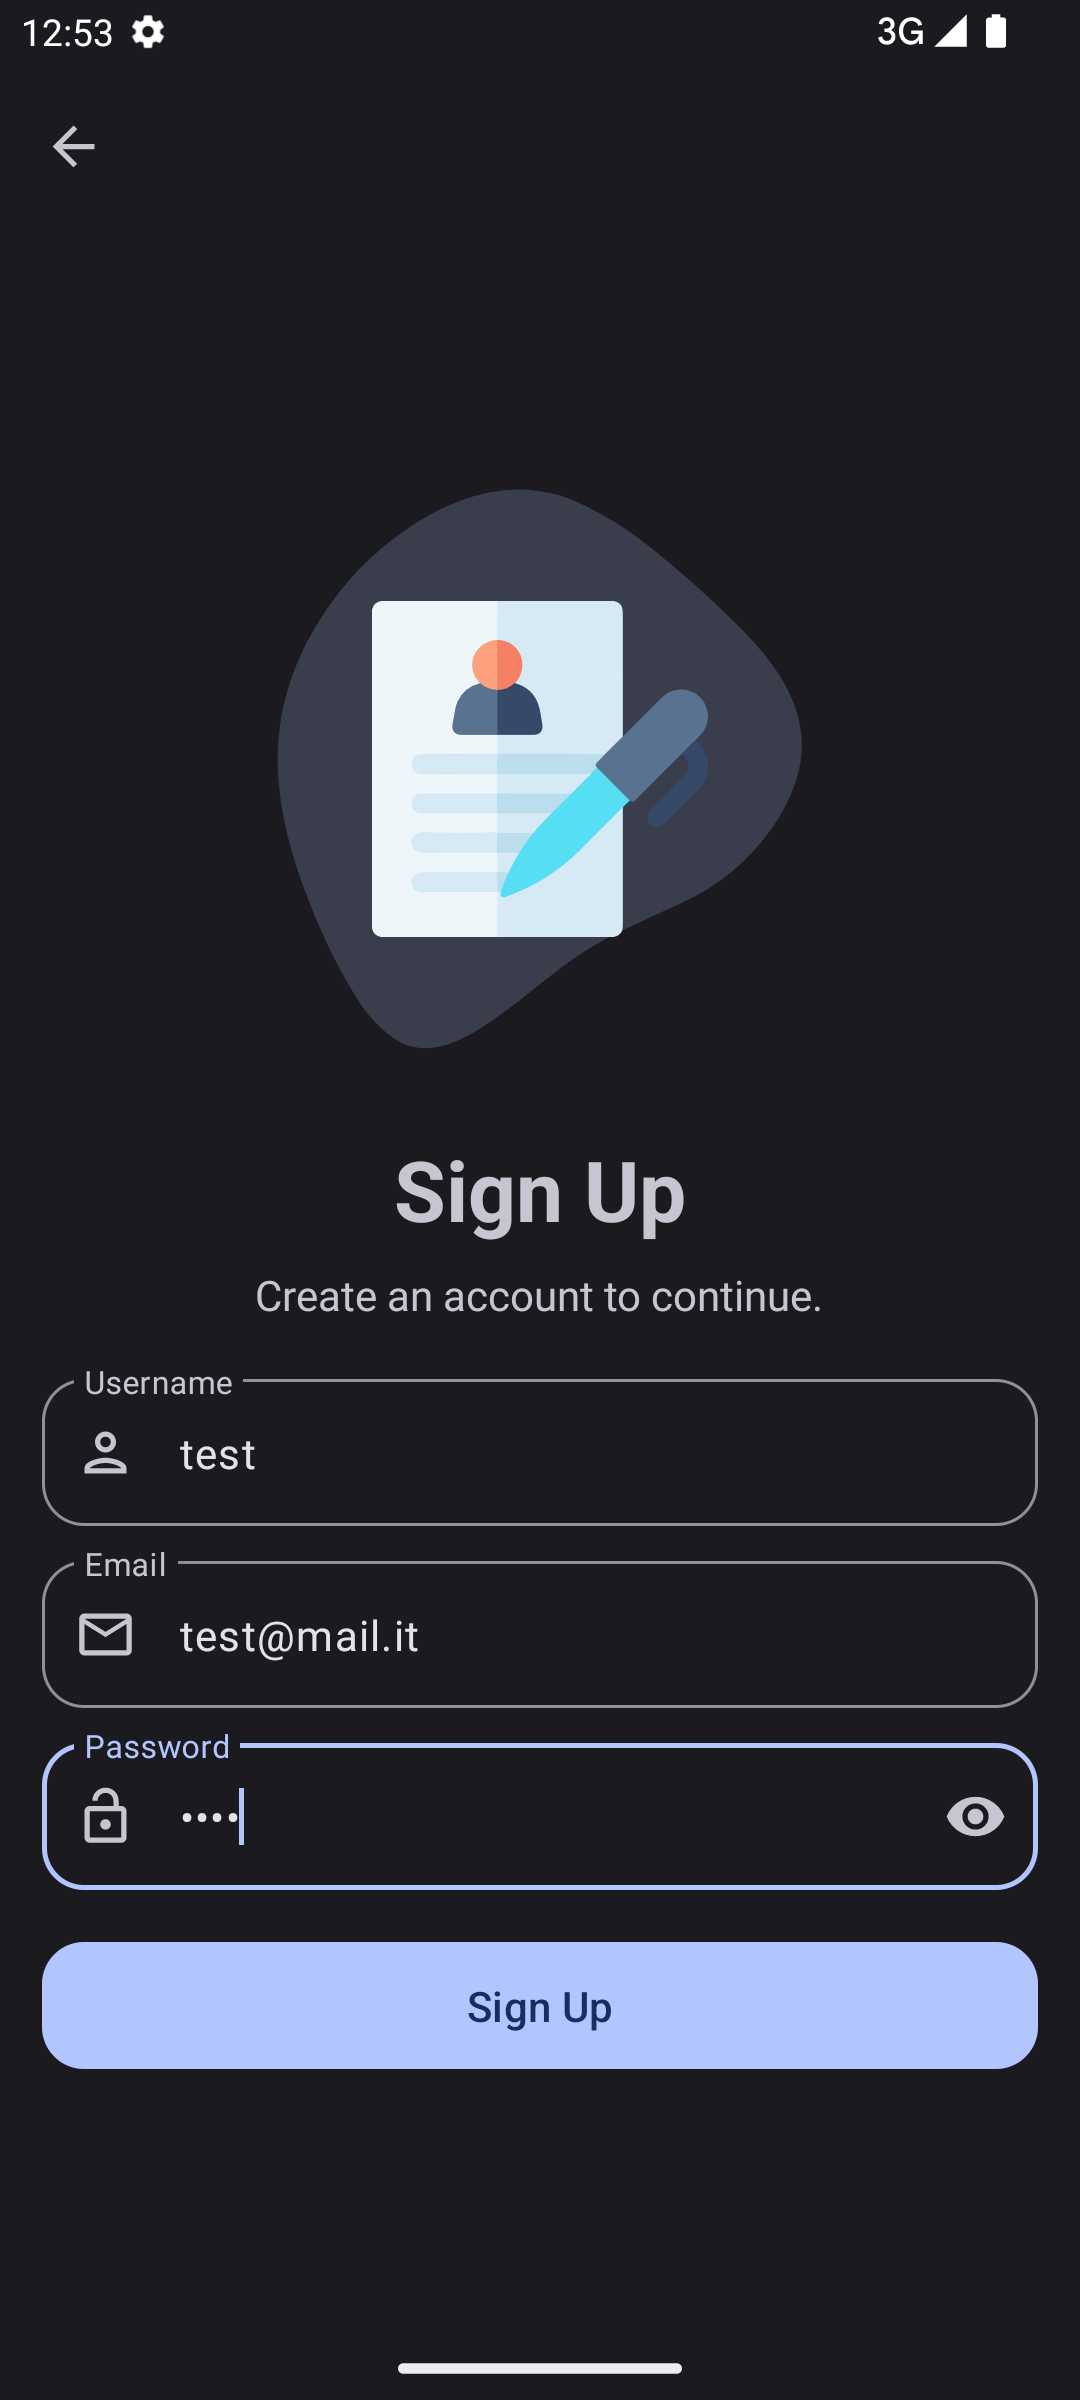 12:53
3G
Sign Up
Create an account to continue.
Username
test
Email
test@mail.it
Password
••••
Sign Up